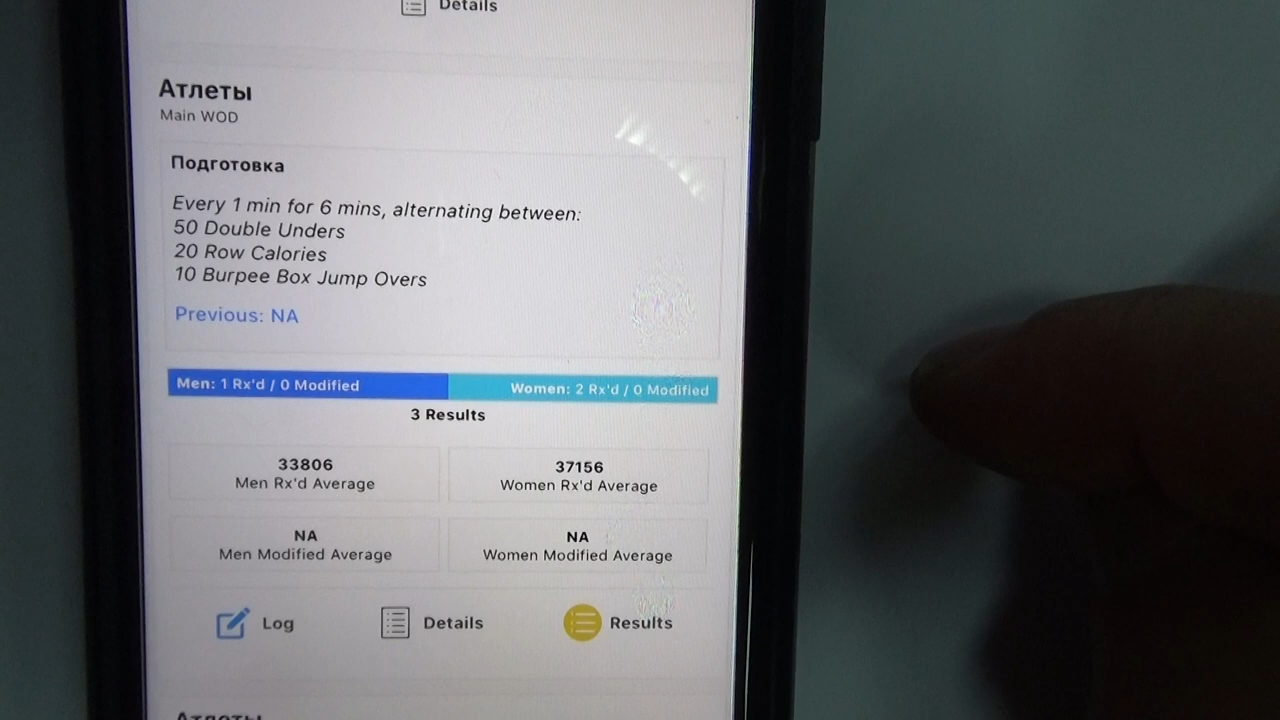 Details
Атлеты
Main WOD
Подготовка
Every 1 min for 6 mins, alternating between:
50 Double Unders
20 Row Calories
10 Burpee Box Jump Overs
Previous: NA
Men: 1 Rx'd / 0 Modified
Women: 2 Rx'd / 0 Modified
3 Results
33806
Men Rx'd Average
37156
Women Rx'd Average
NA
Men Modified Average
NA
Women Modified Average
Log
Details
Results
Атлеты